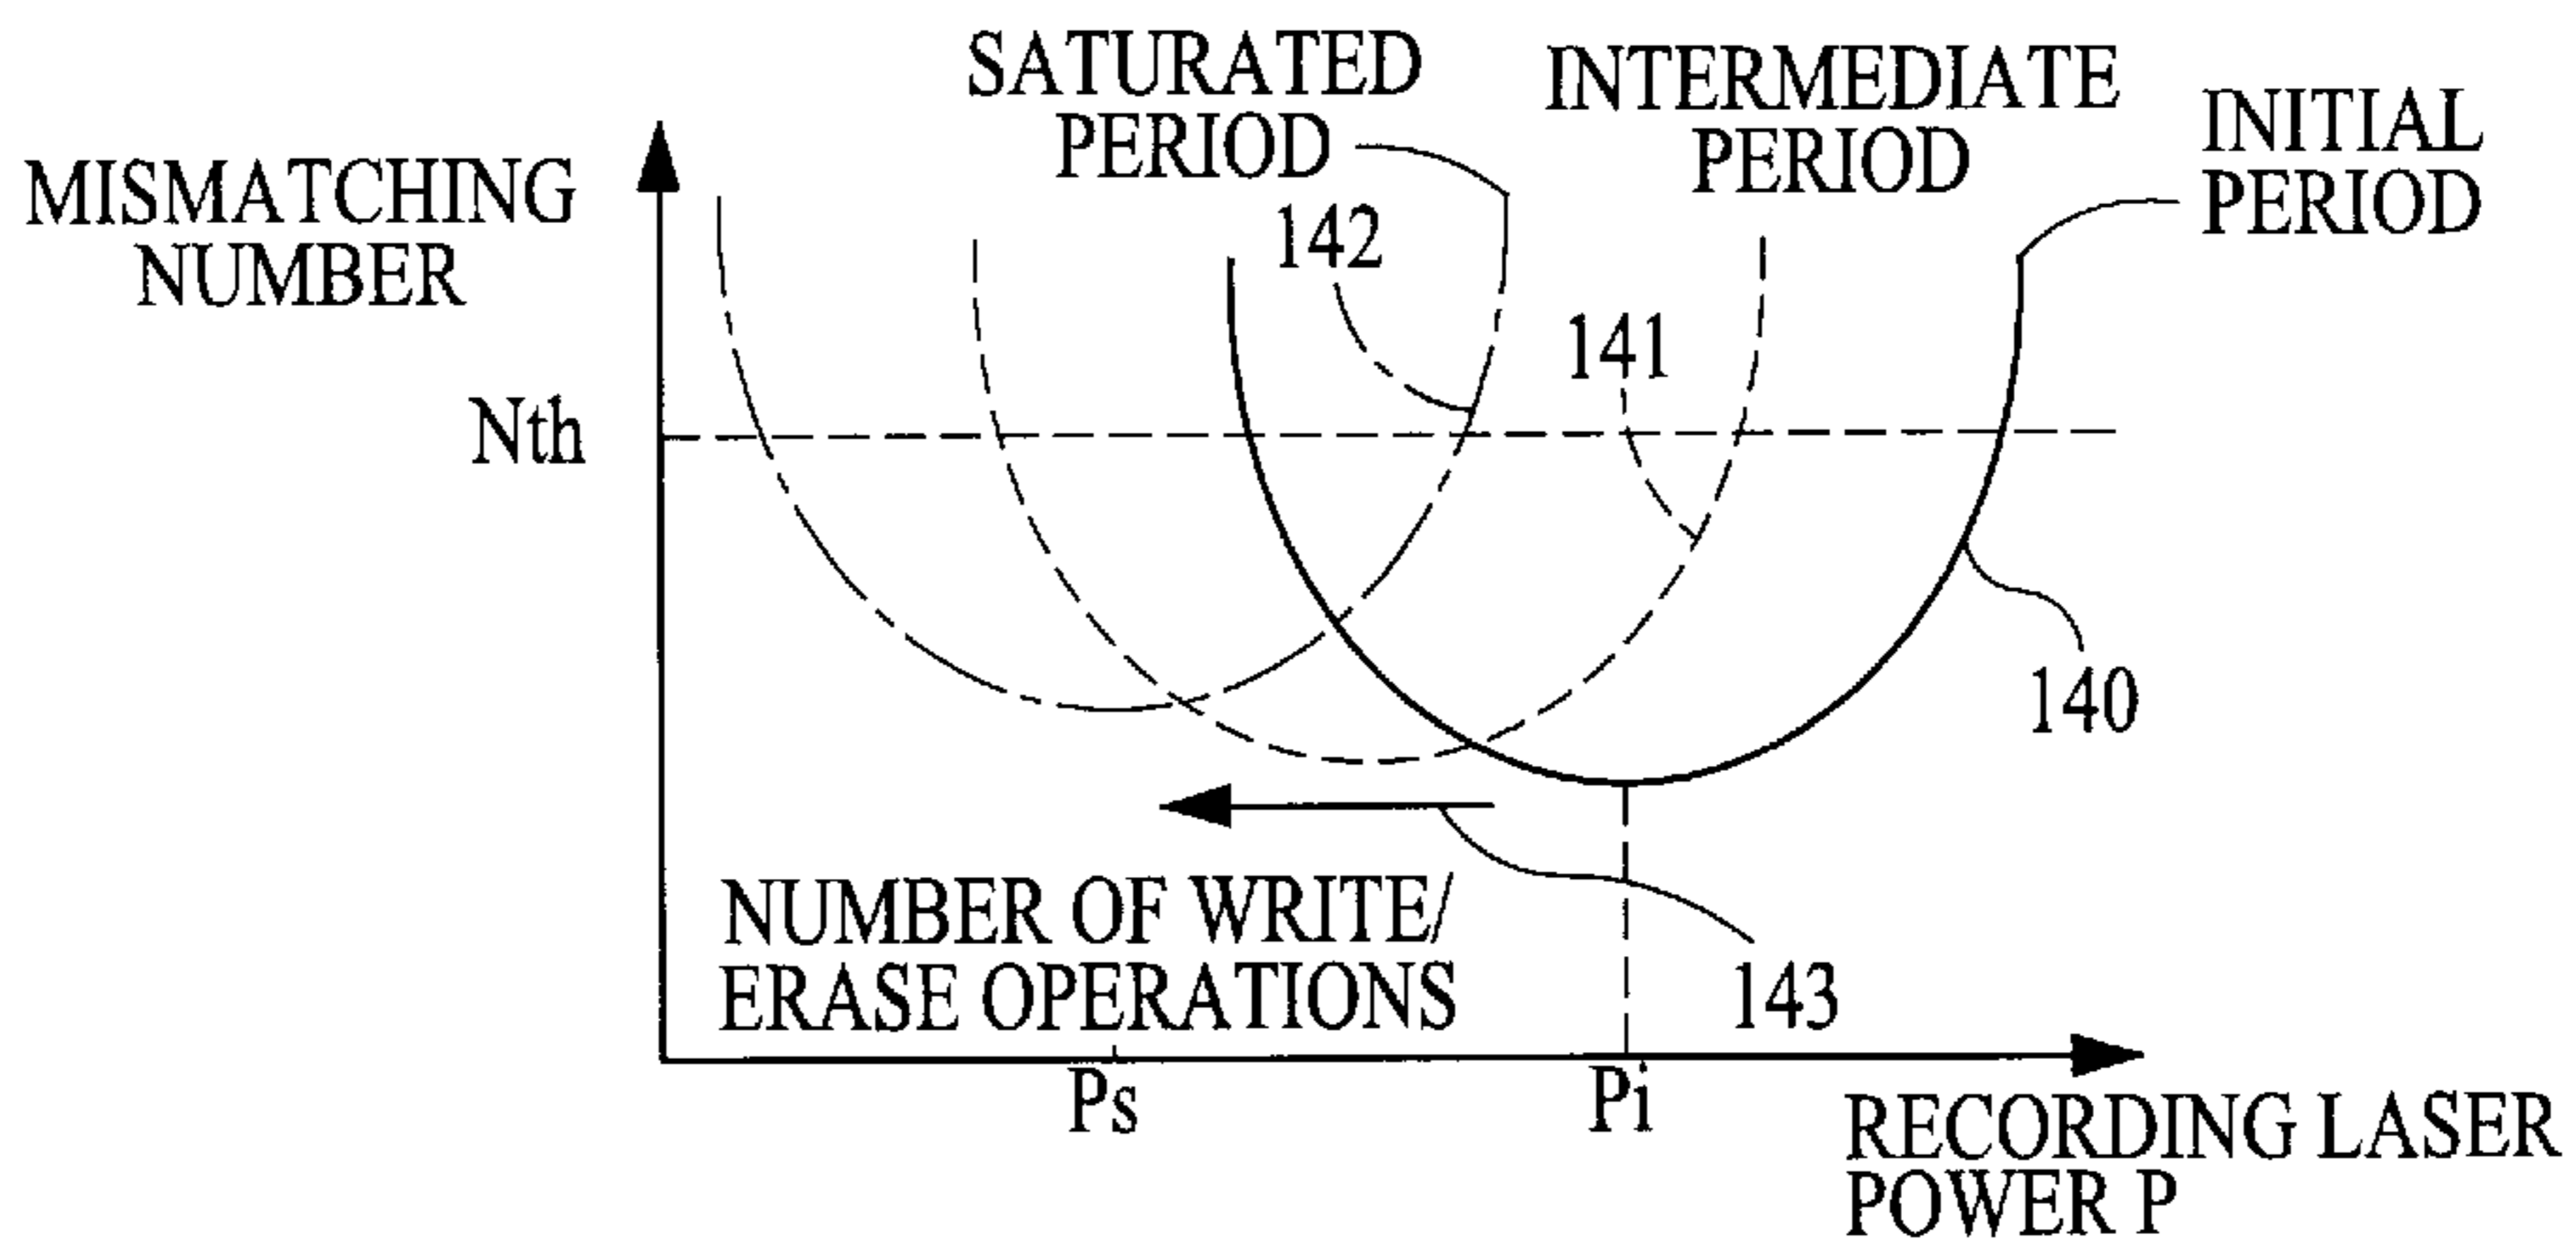 SATURATED
PERIOD
INTERMEDIATE
PERIOD
INITIAL
PERIOD
MISMATCHING
NUMBER
142
141
Nth
140
NUMBER OF WRITE/
ERASE OPERATIONS
143
Ps
Pi
RECORDING LASER
POWER P